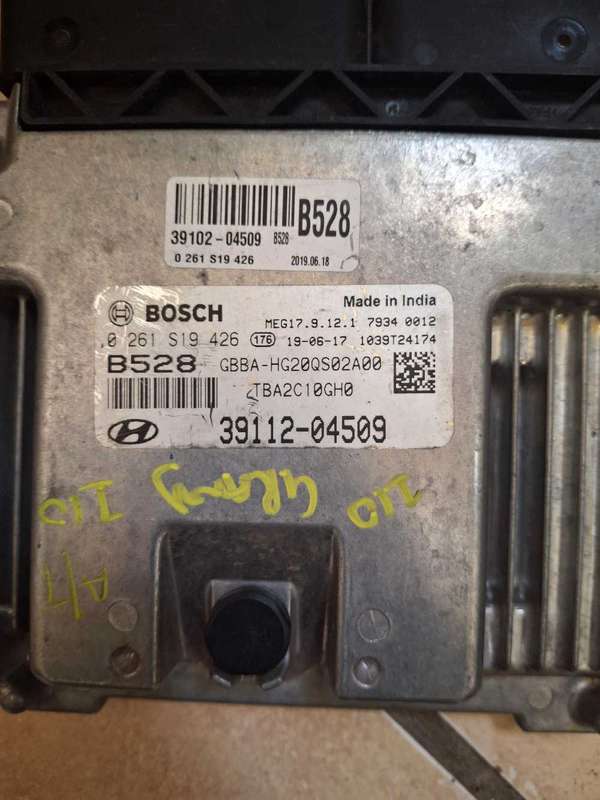 B528
39102-04509 B528
0 261 S19 426 2019.06.18
BOSCH Made in India
MEG17.9.12.1 7934 0012
0 261 S19 426 176 19-06-17 1039T24174
B528 GBBA-HG20QS02A00
TBA2C10GH0
39112-04509
I10 GRANd I10
A/T